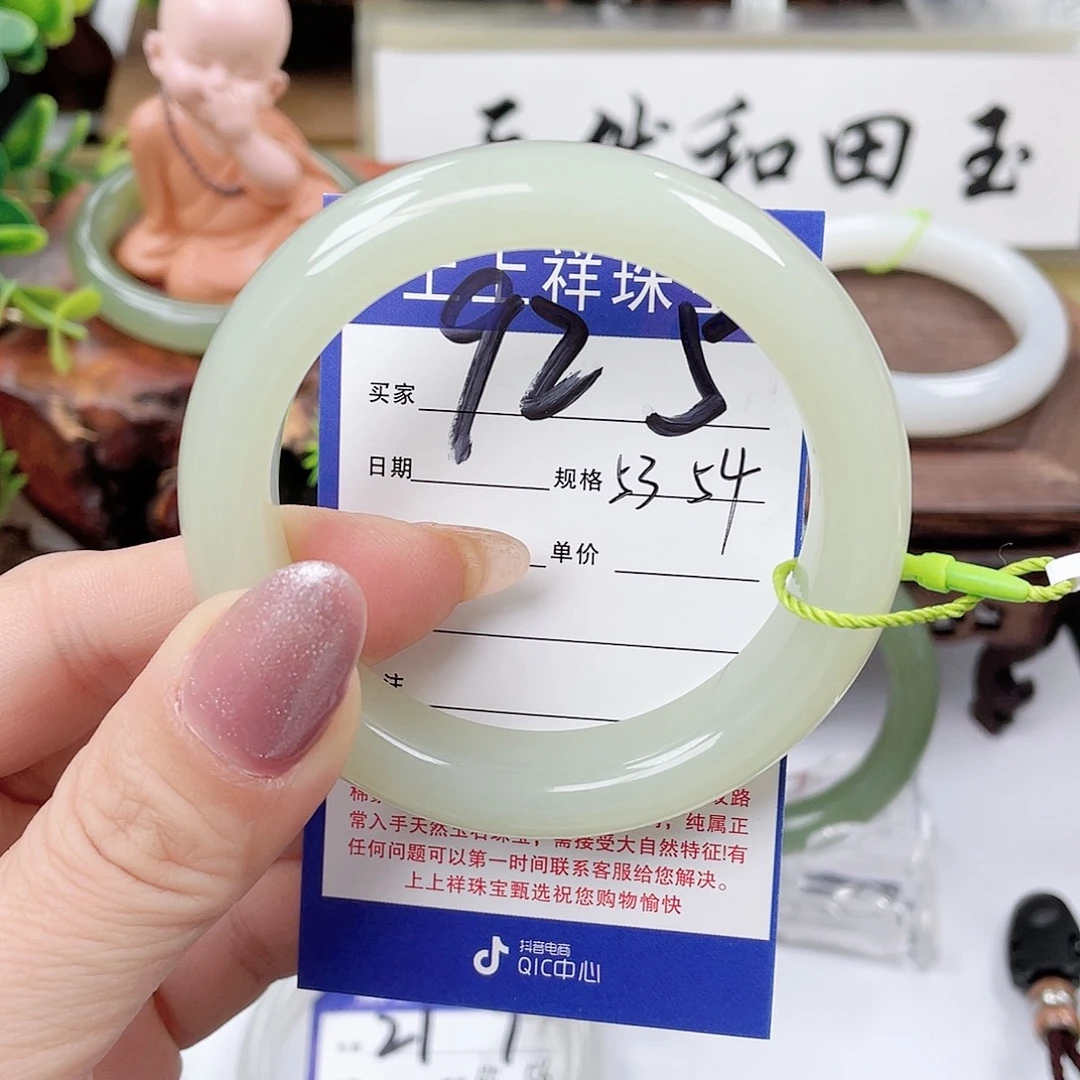 天然和田玉
上上祥珠宝
925
买家
日期 规格 53 54
单价
注
常入手天然玉石珠宝，需接受大自然特征!有
任何问题可以第一时间联系客服给您解决。
上上祥珠宝甄选祝您购物愉快
抖音电商
QIC中心
21